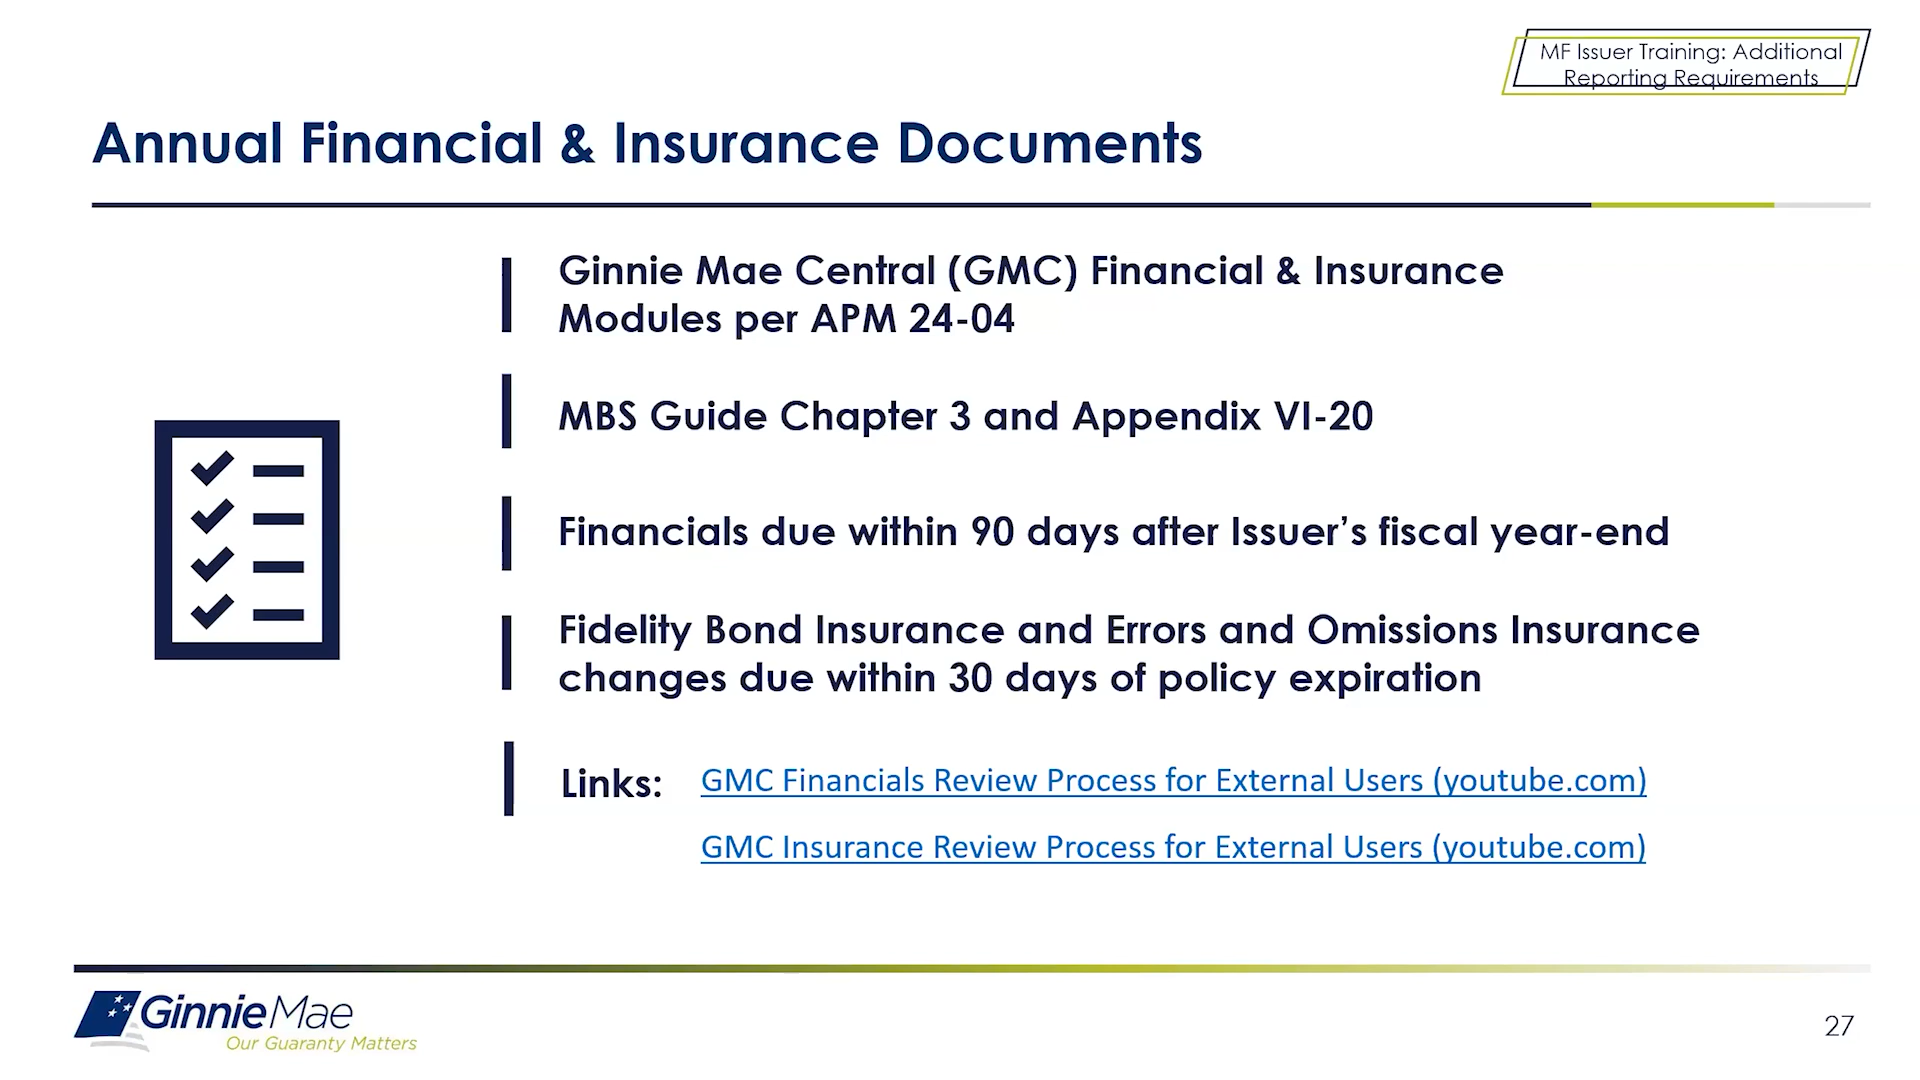 MF Issuer Training: Additional
Reporting Requirements
Annual Financial & Insurance Documents
Ginnie Mae Central (GMC) Financial & Insurance
Modules per APM 24-04
MBS Guide Chapter 3 and Appendix VI-20
Financials due within 90 days after Issuer’s fiscal year-end
Fidelity Bond Insurance and Errors and Omissions Insurance
changes due within 30 days of policy expiration
Links: GMC Financials Review Process for External Users (youtube.com)
GMC Insurance Review Process for External Users (youtube.com)
GinnieMae
Our Guaranty Matters
27